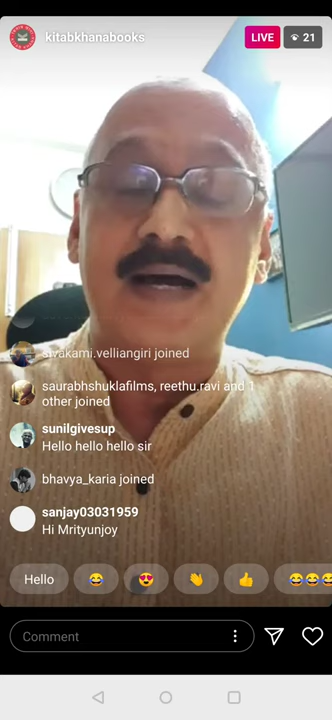 kitabkhanabooks
LIVE
21
sivakami.velliangiri joined
saurabhshuklafilms, reethu.ravi and 1
other joined
sunilgivesup
Hello hello hello sir
bhavya_karia joined
sanjay03031959
Hi Mrityunjoy
Hello
Comment